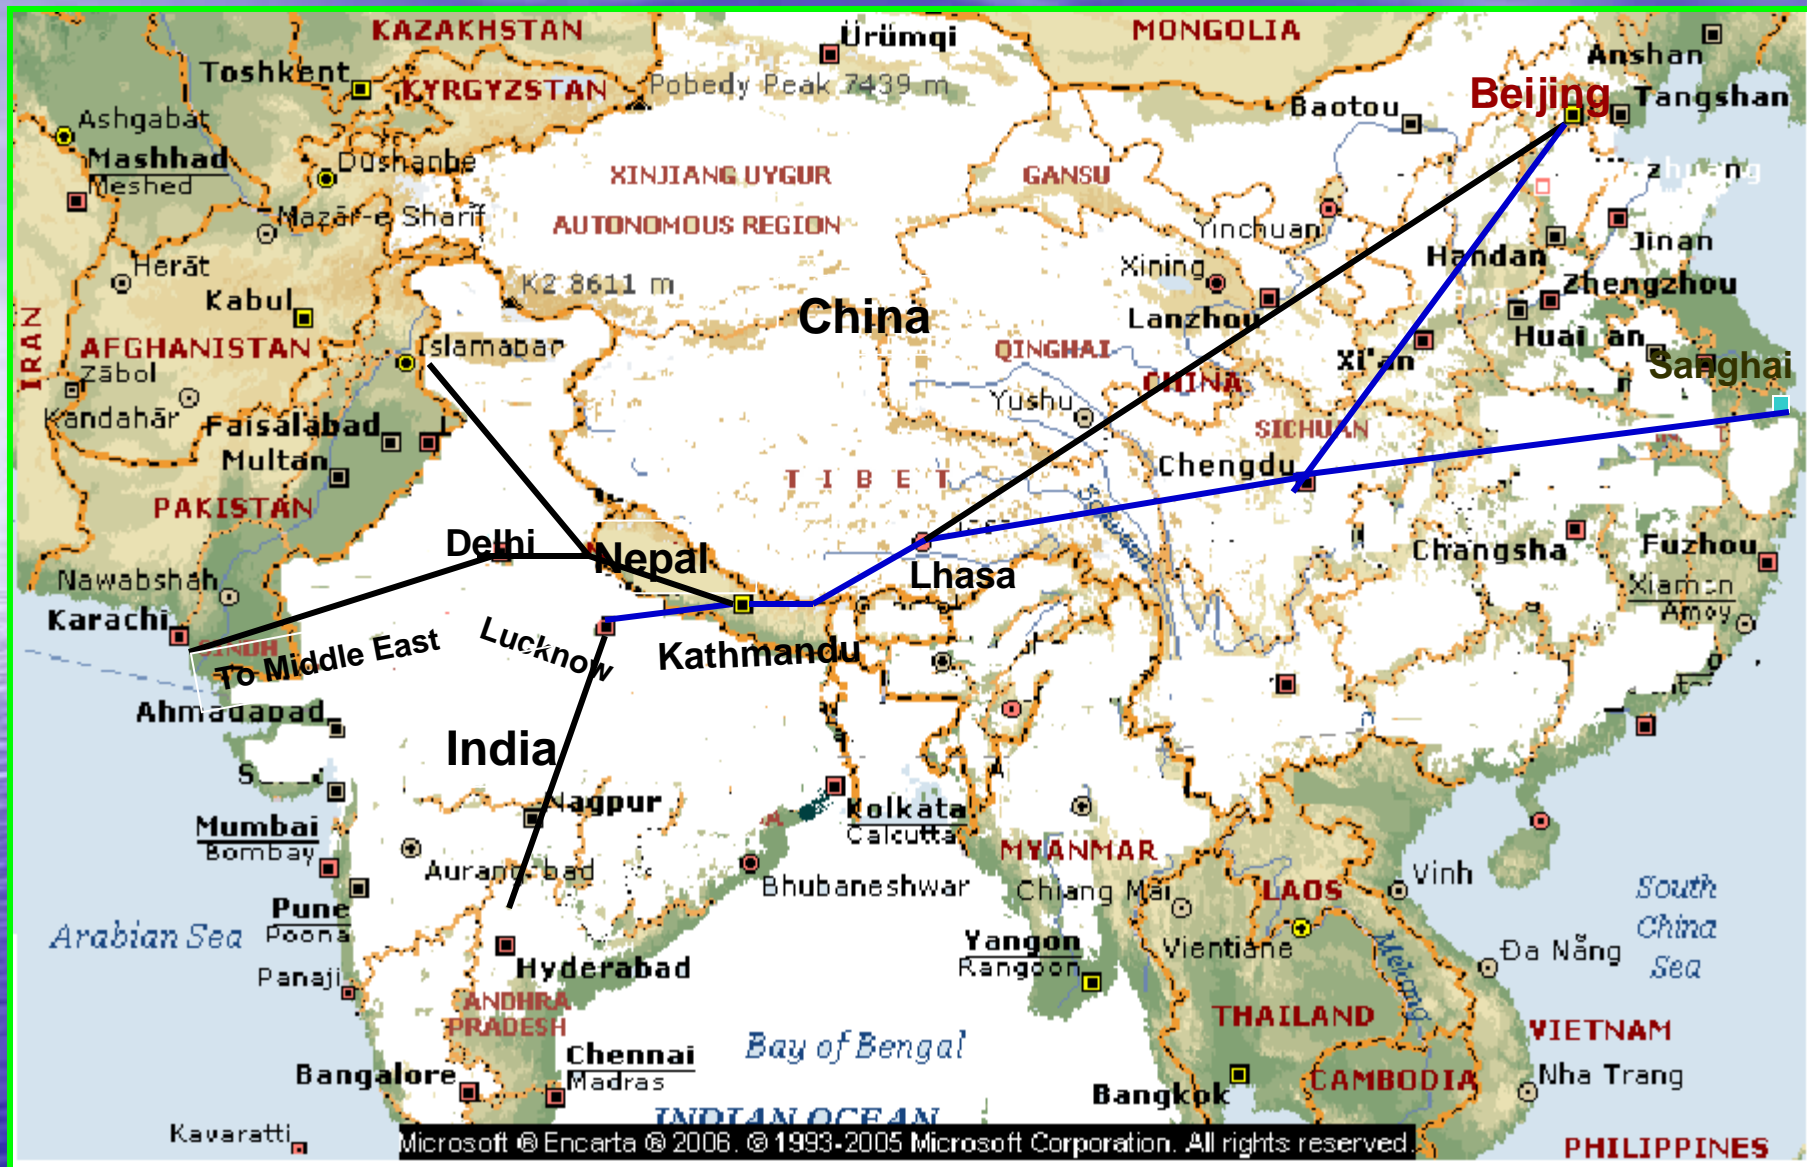 KAZAKHSTAN
Ürümqi
MONGOLIA
Anshan
Toshkent
KYRGYZSTAN
Pobedy Peak 7439 m
Baotou
Beijing
Tangshan
Ashgabat
Mashhad
Meshed
Dushanbe
XINJIANG UYGUR
AUTONOMOUS REGION
GANSU
Mazār-e Sharīf
Yinchuan
Jinan
Handan
Herāt
K2 8611 m
Xining
Zhengzhou
Kabul
China
Lanzhou
Huai an
IRAN
AFGHANISTAN
Islamabad
QINGHAI
Xi'an
Sanghai
Zābol
CHINA
Kandahār
Yushu
Faisalabad
SICHUAN
Multan
Chengdu
TIBET
PAKISTAN
Delhi
Nepal
Changsha
Fuzhou
Lhasa
Nawabshah
Xiamen
Amoy
Karachi
SINDH
To Middle East
Lucknow
Kathmandu
Ahmadabad
India
Nagpur
Kolkata
Calcutta
Mumbai
Bombay
MYANMAR
Aurangabad
Bhubaneshwar
Chiang Mai
LAOS
Vinh
South
China
Sea
Pune
Poona
Arabian Sea
Yangon
Rangoon
Vientiane
Mekong
Đa Nẵng
Panaji
Hyderabad
ANDHRA
PRADESH
THAILAND
VIETNAM
Bay of Bengal
Chennai
Madras
Bangalore
Bangkok
CAMBODIA
Nha Trang
INDIAN OCEAN
Kavaratti
Microsoft ® Encarta ® 2006. © 1993-2005 Microsoft Corporation. All rights reserved.
PHILIPPINES